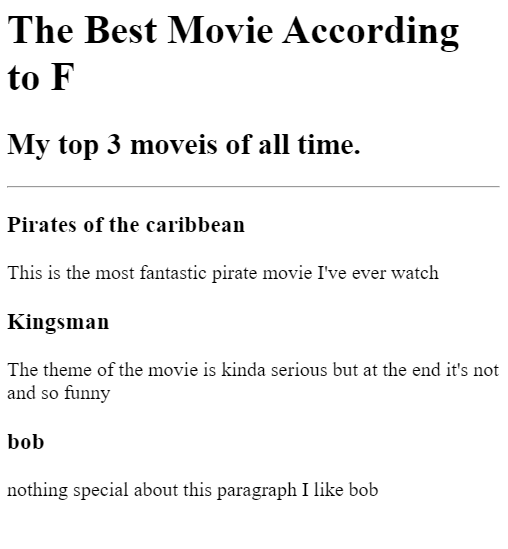 The Best Movie According
to F
My top 3 moveis of all time.
Pirates of the caribbean
This is the most fantastic pirate movie I've ever watch
Kingsman
The theme of the movie is kinda serious but at the end it's not
and so funny
bob
nothing special about this paragraph I like bob